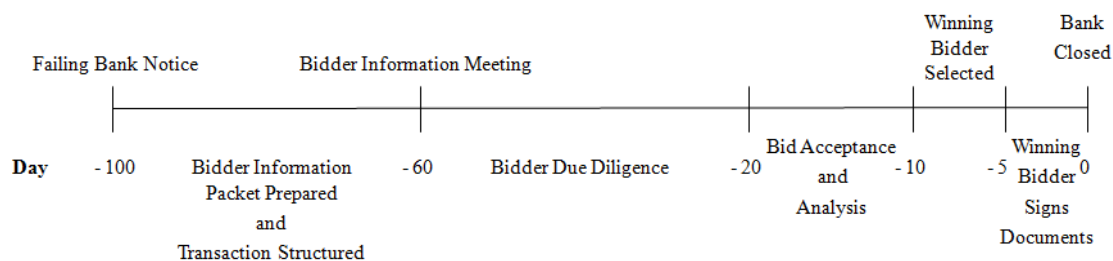 Winning
Bidder
Selected
Bank
Closed
Failing Bank Notice
Bidder Information Meeting
Day
- 100
Bidder Information
Packet Prepared
and
Transaction Structured
- 60
Bidder Due Diligence
- 20
Bid Acceptance
and
Analysis
- 10
- 5
Winning
Bidder
Signs
Documents
0